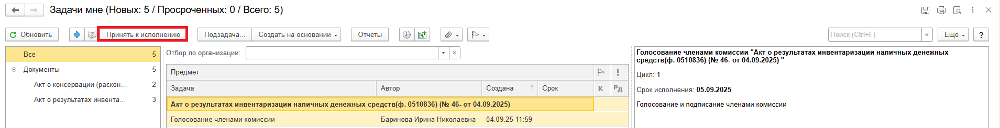 Задачи мне (Новых: 5 / Просроченных: 0 / Всего: 5)
Обновить
Принять к исполнению
Подзадача...
Создать на основании
Отчеты
Поиск (Ctrl+F)
×
Еще
?
Все 5
Документы 5
Акт о консервации (раскон... 2
Акт о результатах инвента... 3
Отбор по организации:
Предмет
Задача Автор Создана ↑ Срок К Рд
Акт о результатах инвентаризации наличных денежных средств(ф. 0510836) (№ 46- от 04.09.2025)
Голосование членами комиссии Баринова Ирина Николаевна 04.09.25 11:59
Голосование членами комиссии "Акт о результатах инвентаризации наличных денежных
средств(ф. 0510836) (№ 46- от 04.09.2025) "
Цикл: 1
Срок исполнения: 05.09.2025
Голосование и подписание членами комиссии